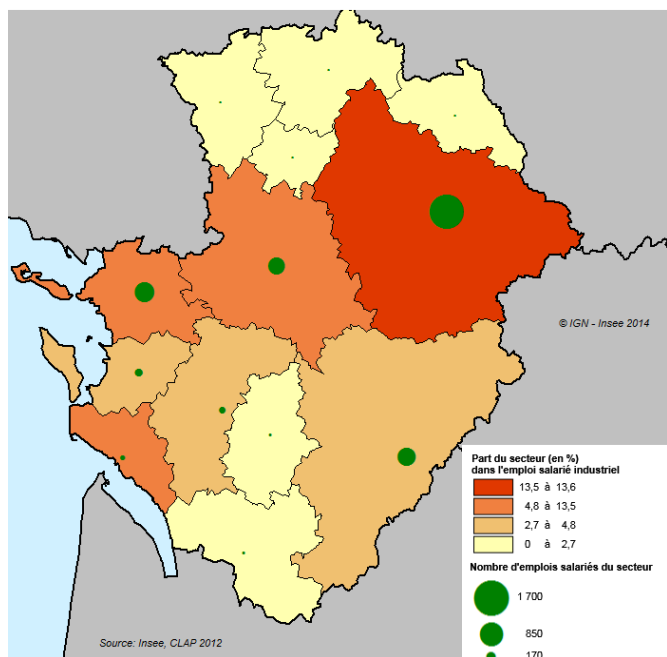 © IGN - Insee 2014
Part du secteur (en %)
dans l'emploi salarié industriel
13,5 à 13,6
4,8 à 13,5
2,7 à 4,8
0 à 2,7
Nombre d'emplois salariés du secteur
1 700
850
170
Source: Insee, CLAP 2012